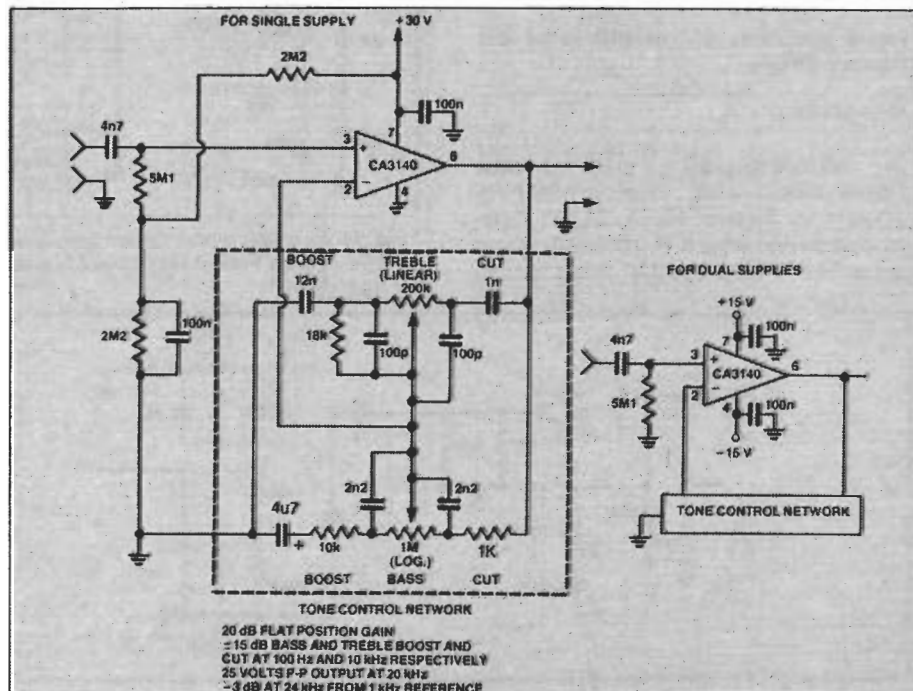 FOR SINGLE SUPPLY
+30 V
2M2
100n
4n7
5M1
3
+
7
CA3140
6
2
−
4
2M2
100n
BOOST
TREBLE
(LINEAR)
CUT
12n
200k
1n
18k
100p
100p
2n2
2n2
4u7
+
10k
1M
(LOG.)
1K
BOOST
BASS
CUT
TONE CONTROL NETWORK
20 dB FLAT POSITION GAIN
±15 dB BASS AND TREBLE BOOST AND
CUT AT 100 Hz AND 10 kHz RESPECTIVELY
25 VOLTS P-P OUTPUT AT 20 kHz
−3 dB AT 24 kHz FROM 1 kHz REFERENCE
FOR DUAL SUPPLIES
+15 V
100n
4n7
3
+
7
CA3140
6
2
−
4
5M1
100n
−15 V
TONE CONTROL NETWORK